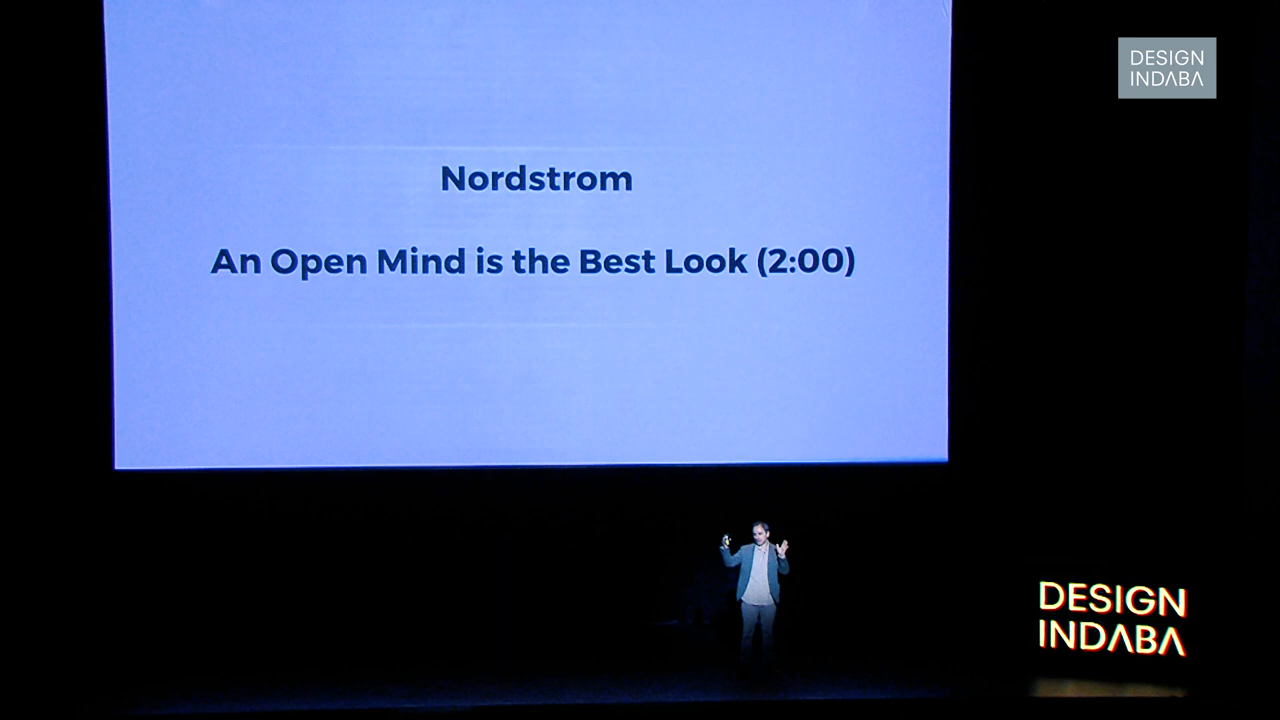 DESIGN
INDABA
Nordstrom
An Open Mind is the Best Look (2:00)
DESIGN
INDABA